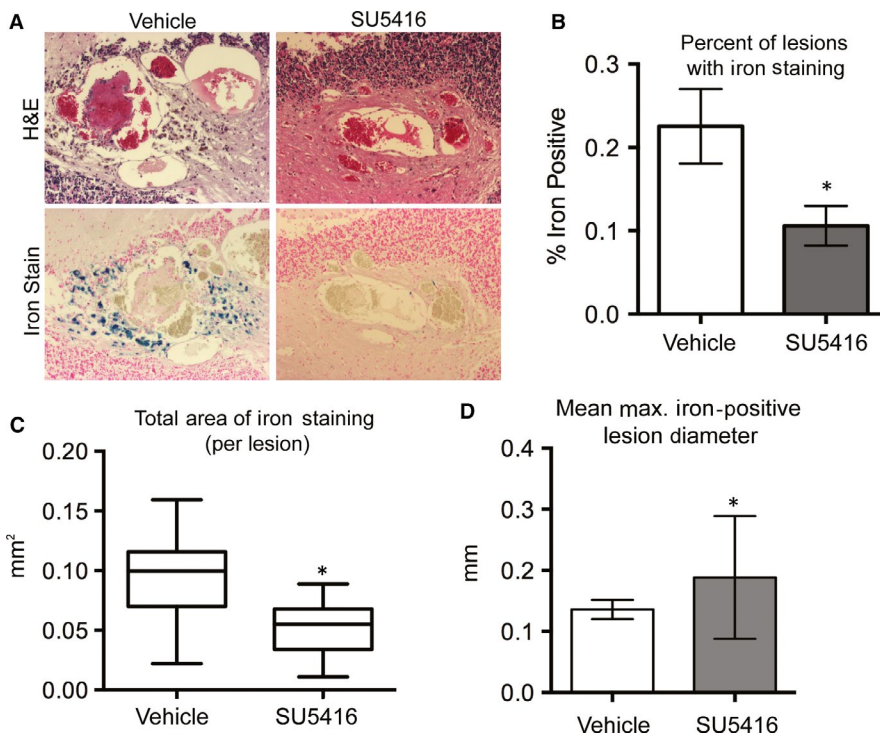 A
Vehicle
SU5416
H&E
Iron Stain
B
Percent of lesions
with iron staining
% Iron Positive
0.3
0.2
0.1
0.0
*
Vehicle
SU5416
C
Total area of iron staining
(per lesion)
mm²
0.20
0.15
0.10
0.05
0.00
*
Vehicle
SU5416
D
Mean max. iron-positive
lesion diameter
mm
0.4
0.3
0.2
0.1
0.0
*
Vehicle
SU5416